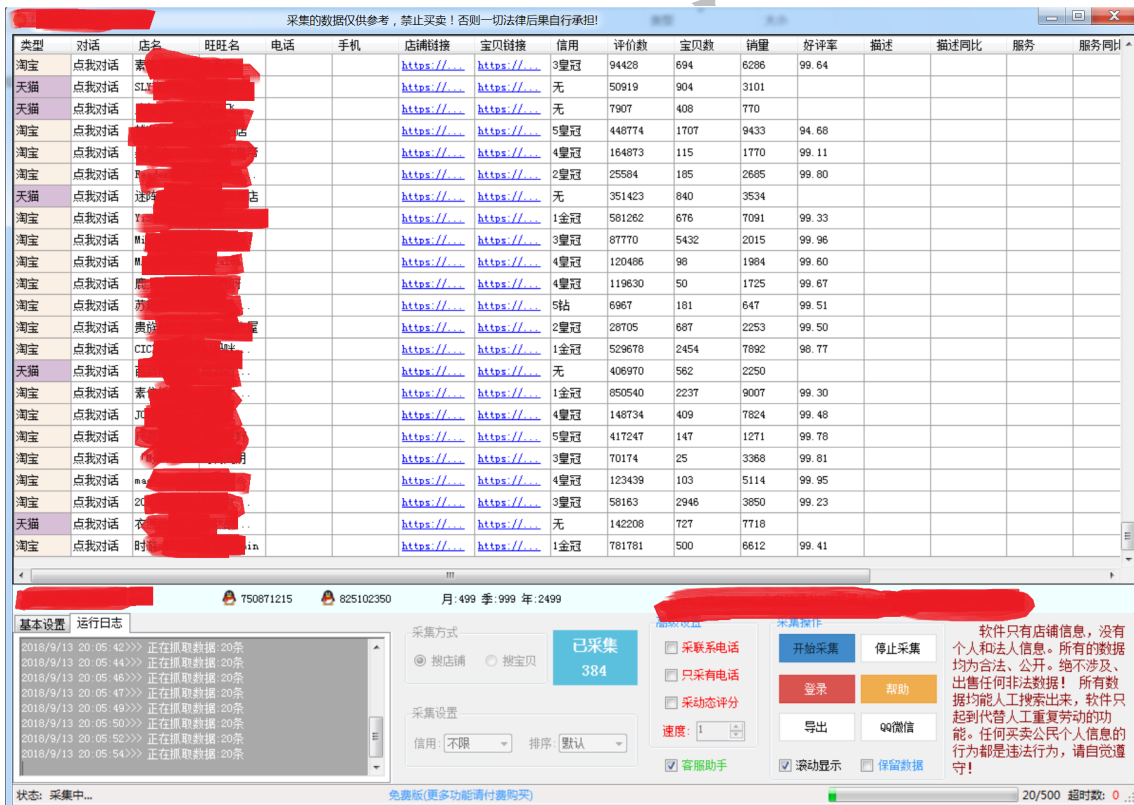 采集的数据仅供参考，禁止买卖！否则一切法律后果自行承担!
类型 对话 店名 旺旺名 电话 手机 店铺链接 宝贝链接 信用 评价数 宝贝数 销量 好评率 描述 描述同比 服务 服务同比
淘宝 点我对话 素 https://... https://... 3皇冠 94428 694 6286 99.64
天猫 点我对话 SLY https://... https://... 无 50919 904 3101
天猫 点我对话 https://... https://... 无 7907 408 770
淘宝 点我对话 店 https://... https://... 5皇冠 448774 1707 9433 94.68
淘宝 点我对话 https://... https://... 4皇冠 164873 115 1770 99.11
淘宝 点我对话 https://... https://... 2皇冠 25584 185 2685 99.80
天猫 点我对话 迷阵 店 https://... https://... 无 351423 840 3534
淘宝 点我对话 https://... https://... 1金冠 581262 676 7091 99.33
淘宝 点我对话 Mi https://... https://... 3皇冠 87770 5432 2015 99.96
淘宝 点我对话 M https://... https://... 4皇冠 120486 98 1984 99.60
淘宝 点我对话 鹿 https://... https://... 4皇冠 119630 50 1725 99.67
淘宝 点我对话 苏 https://... https://... 5钻 6967 181 647 99.51
淘宝 点我对话 贵族 屋 https://... https://... 2皇冠 28705 687 2253 99.50
淘宝 点我对话 CIC 咪.. https://... https://... 1金冠 529678 2454 7892 98.77
天猫 点我对话 https://... https://... 无 406970 562 2250
淘宝 点我对话 素 https://... https://... 1金冠 850540 2237 9007 99.30
淘宝 点我对话 JO https://... https://... 4皇冠 148734 409 7824 99.48
淘宝 点我对话 https://... https://... 5皇冠 417247 147 1271 99.78
淘宝 点我对话 https://... https://... 3皇冠 70174 25 3368 99.81
淘宝 点我对话 ma https://... https://... 4皇冠 123439 103 5114 99.95
淘宝 点我对话 20 https://... https://... 3皇冠 58163 2946 3850 99.23
天猫 点我对话 衣 https://... https://... 无 142208 727 7718
淘宝 点我对话 时 in https://... https://... 1金冠 781781 500 6612 99.41
750871215 825102350 月:499 季:999 年:2499
基本设置 运行日志
2018/9/13 20:05:42>>> 正在抓取数据:20条
2018/9/13 20:05:44>>> 正在抓取数据:20条
2018/9/13 20:05:46>>> 正在抓取数据:20条
2018/9/13 20:05:47>>> 正在抓取数据:20条
2018/9/13 20:05:49>>> 正在抓取数据:20条
2018/9/13 20:05:50>>> 正在抓取数据:20条
2018/9/13 20:05:52>>> 正在抓取数据:20条
2018/9/13 20:05:54>>> 正在抓取数据:20条
采集方式
搜店铺 搜宝贝
已采集
384
采集设置
信用: 不限 排序: 默认
高级设置
采联系电话
只采有电话
采动态评分
速度: 1
客服助手
采集操作
开始采集 停止采集
登录 帮助
导出 QQ微信
滚动显示 保留数据
软件只有店铺信息，没有
个人和法人信息。所有的数据
均为合法、公开。绝不涉及、
出售任何非法数据！ 所有数
据均能人工搜索出来，软件只
起到代替人工重复劳动的功
能。任何买卖公民个人信息的
行为都是违法行为，请自觉遵
守！
状态: 采集中... 免费版(更多功能请付费购买) 20/500 超时数: 0